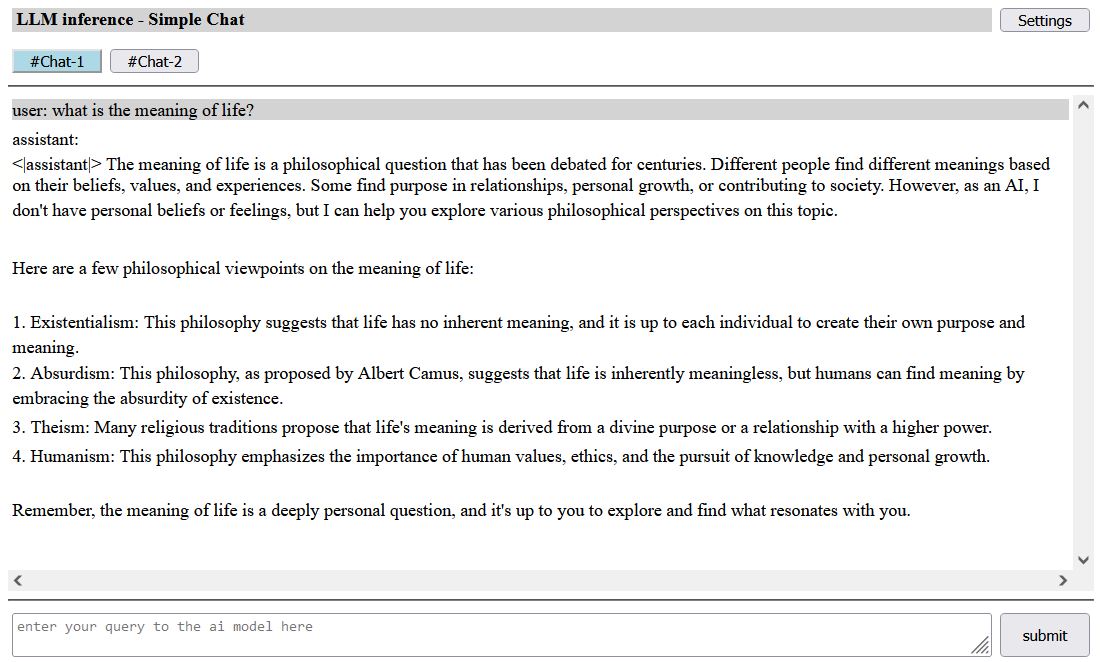 LLM inference - Simple Chat
Settings
#Chat-1
#Chat-2
user: what is the meaning of life?
assistant:
<|assistant|> The meaning of life is a philosophical question that has been debated for centuries. Different people find different meanings based
on their beliefs, values, and experiences. Some find purpose in relationships, personal growth, or contributing to society. However, as an AI, I
don't have personal beliefs or feelings, but I can help you explore various philosophical perspectives on this topic.
Here are a few philosophical viewpoints on the meaning of life:
1. Existentialism: This philosophy suggests that life has no inherent meaning, and it is up to each individual to create their own purpose and
meaning.
2. Absurdism: This philosophy, as proposed by Albert Camus, suggests that life is inherently meaningless, but humans can find meaning by
embracing the absurdity of existence.
3. Theism: Many religious traditions propose that life's meaning is derived from a divine purpose or a relationship with a higher power.
4. Humanism: This philosophy emphasizes the importance of human values, ethics, and the pursuit of knowledge and personal growth.
Remember, the meaning of life is a deeply personal question, and it's up to you to explore and find what resonates with you.
enter your query to the ai model here
submit